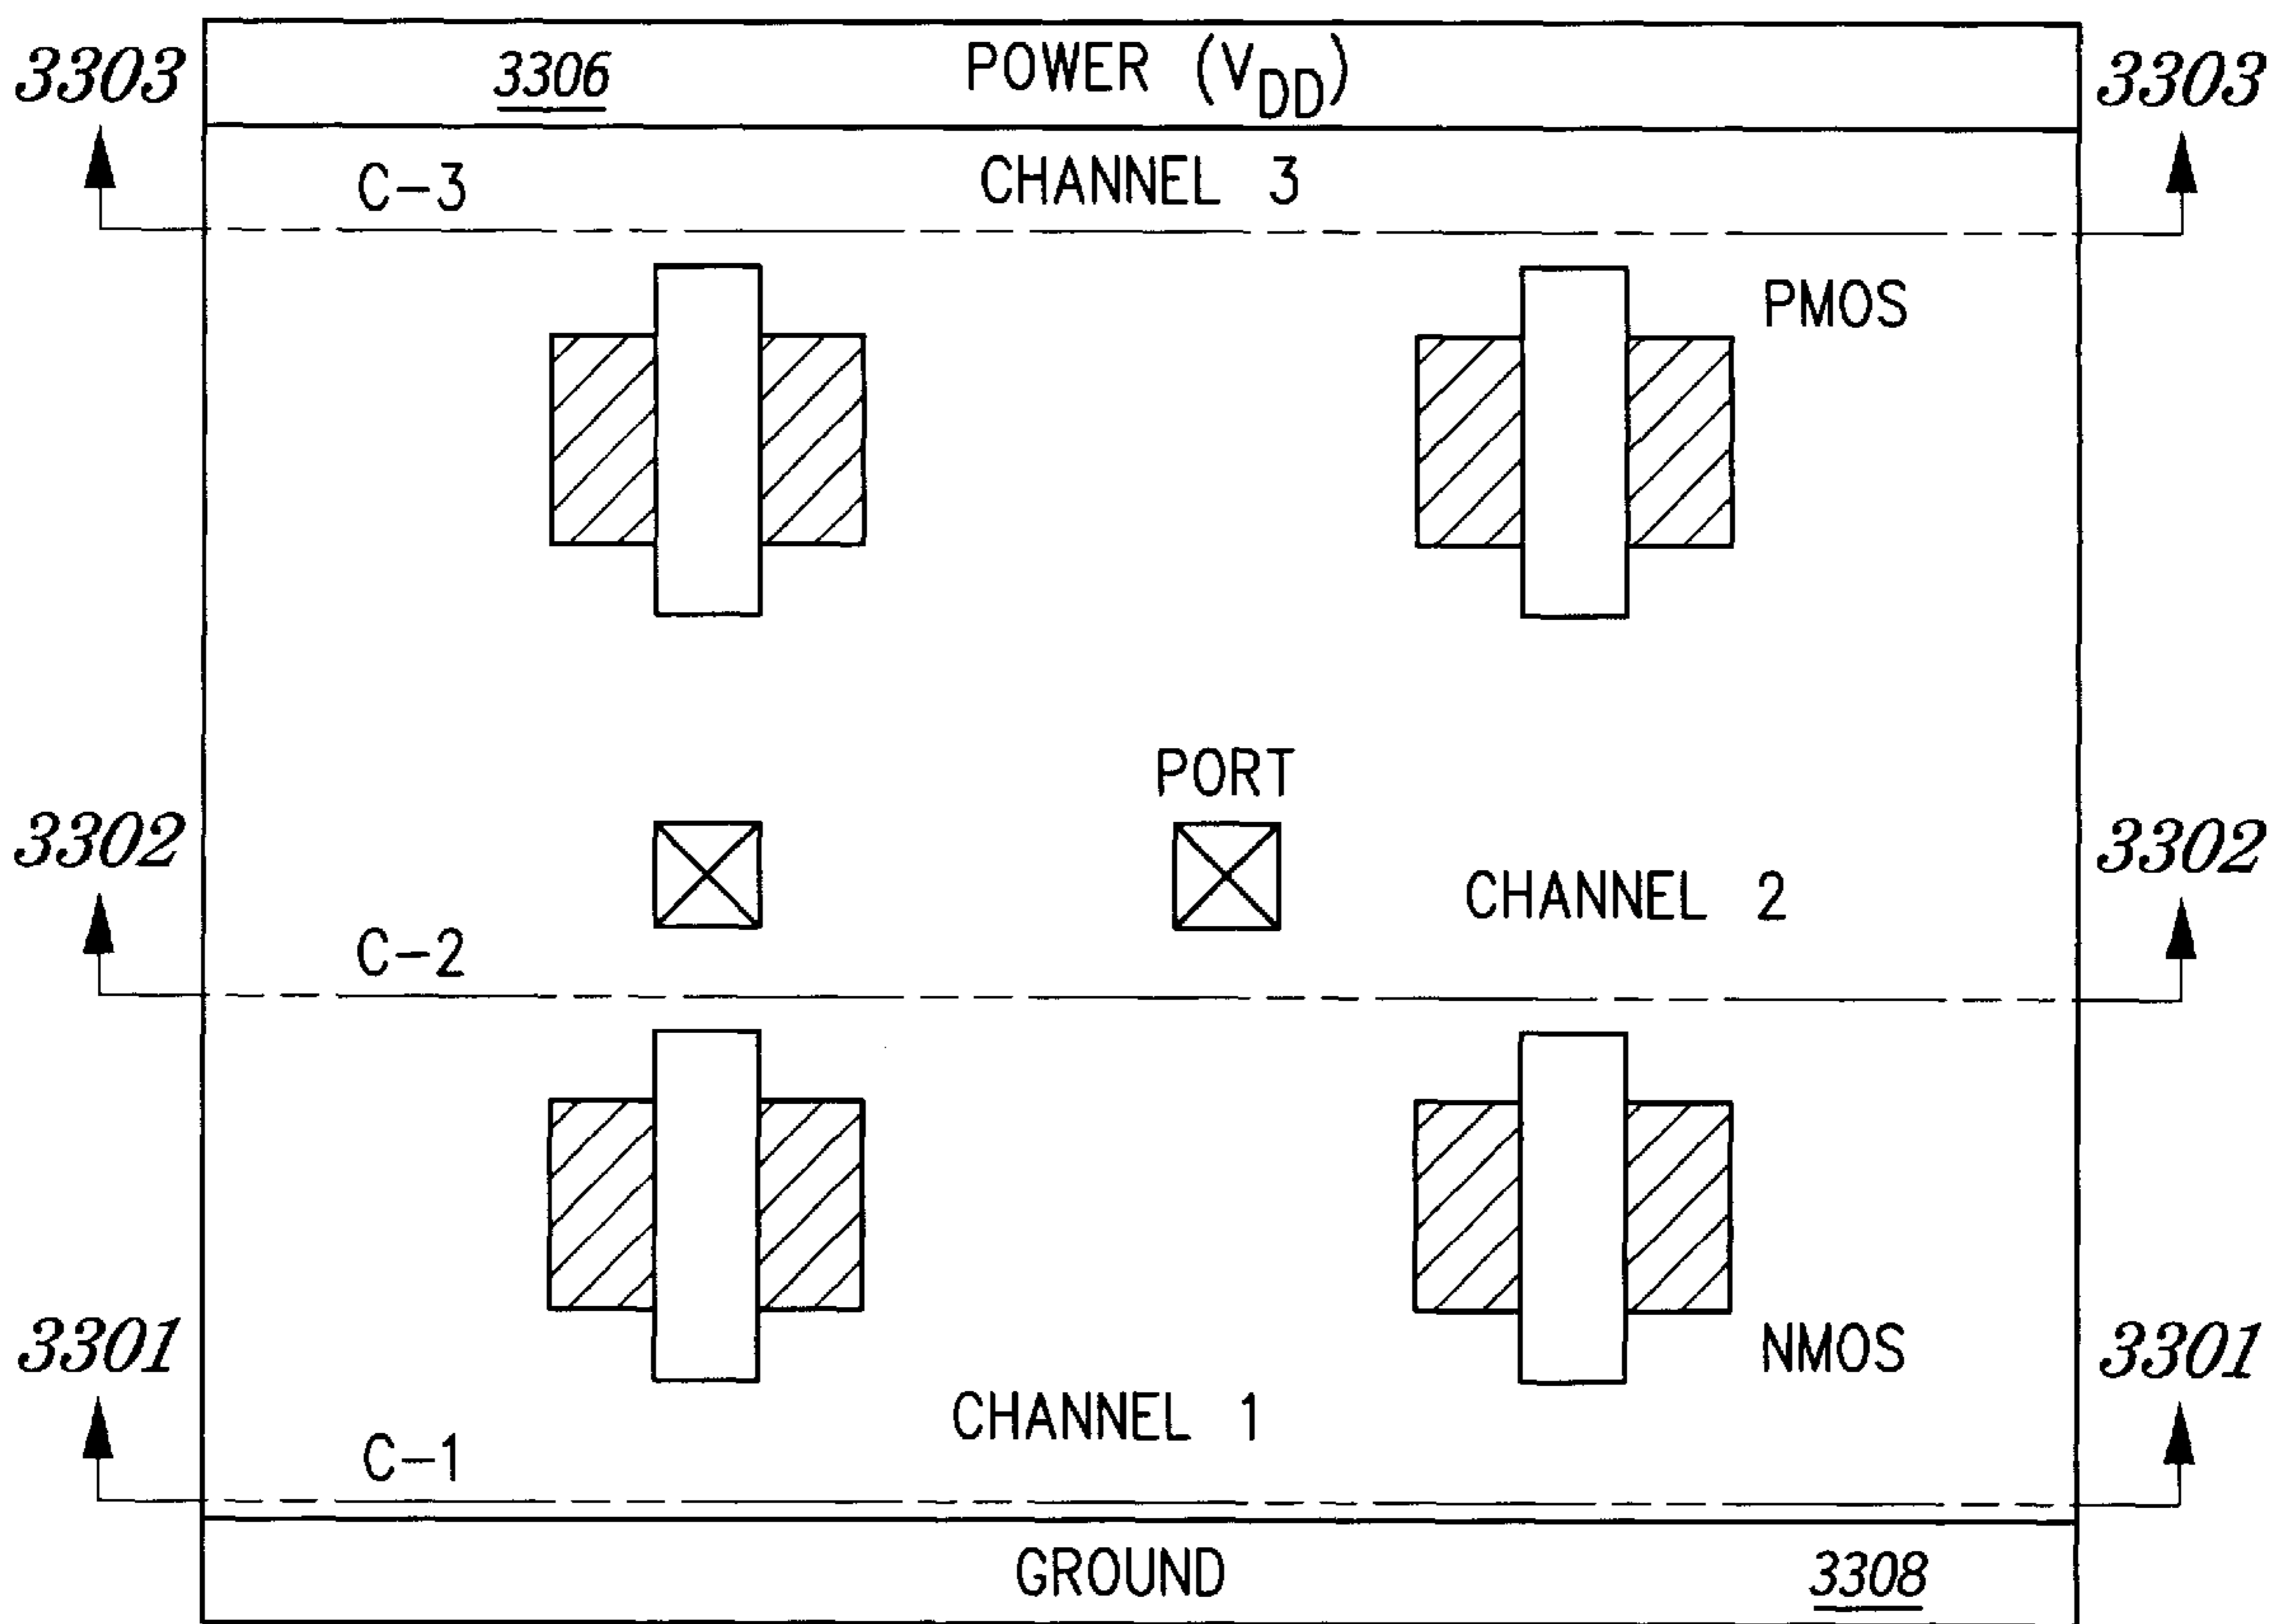 3303 3306 POWER (VDD) 3303
C-3 CHANNEL 3
PMOS
PORT
3302 CHANNEL 2 3302
C-2
3301 NMOS 3301
CHANNEL 1
C-1
GROUND 3308